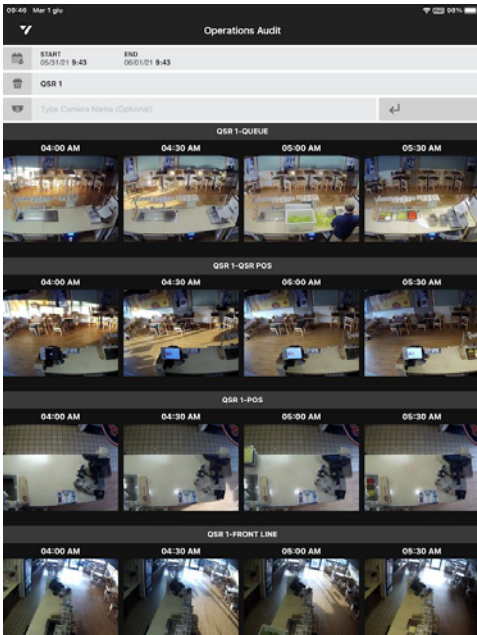 09:46 Mar 1 giu
98%
Operations Audit
START
05/31/21 9:43
END
06/01/21 9:43
QSR 1
Type Camera Name (Optional)
QSR 1-QUEUE
04:00 AM 04:30 AM 05:00 AM 05:30 AM
QSR 1-QSR POS
04:00 AM 04:30 AM 05:00 AM 05:30 AM
QSR 1-POS
04:00 AM 04:30 AM 05:00 AM 05:30 AM
QSR 1-FRONT LINE
04:00 AM 04:30 AM 05:00 AM 05:30 AM